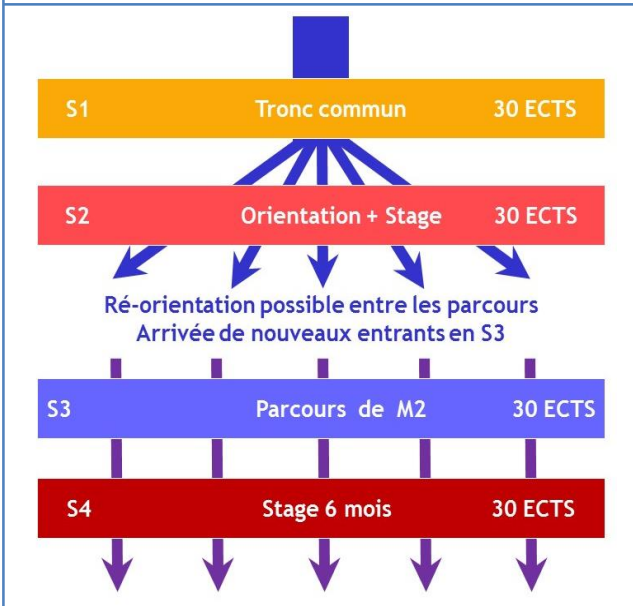 S1 Tronc commun 30 ECTS
S2 Orientation + Stage 30 ECTS
Ré-orientation possible entre les parcours
Arrivée de nouveaux entrants en S3
S3 Parcours de M2 30 ECTS
S4 Stage 6 mois 30 ECTS